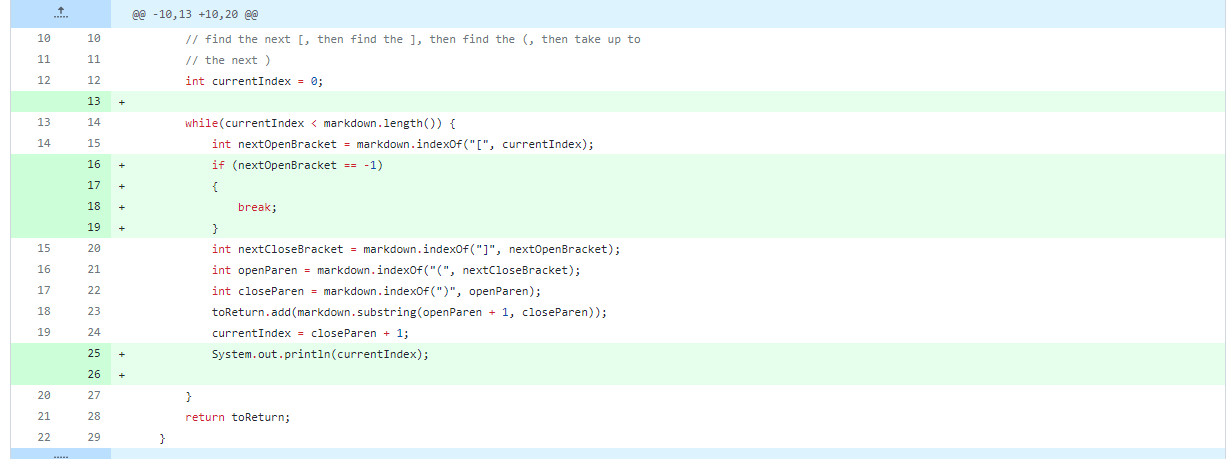 @@ -10,13 +10,20 @@
10 10 // find the next [, then find the ], then find the (, then take up to
11 11 // the next )
12 12 int currentIndex = 0;
13 +
13 14 while(currentIndex < markdown.length()) {
14 15 int nextOpenBracket = markdown.indexOf("[", currentIndex);
16 + if (nextOpenBracket == -1)
17 + {
18 + break;
19 + }
15 20 int nextCloseBracket = markdown.indexOf("]", nextOpenBracket);
16 21 int openParen = markdown.indexOf("(", nextCloseBracket);
17 22 int closeParen = markdown.indexOf(")", openParen);
18 23 toReturn.add(markdown.substring(openParen + 1, closeParen));
19 24 currentIndex = closeParen + 1;
25 + System.out.println(currentIndex);
26 +
20 27 }
21 28 return toReturn;
22 29 }